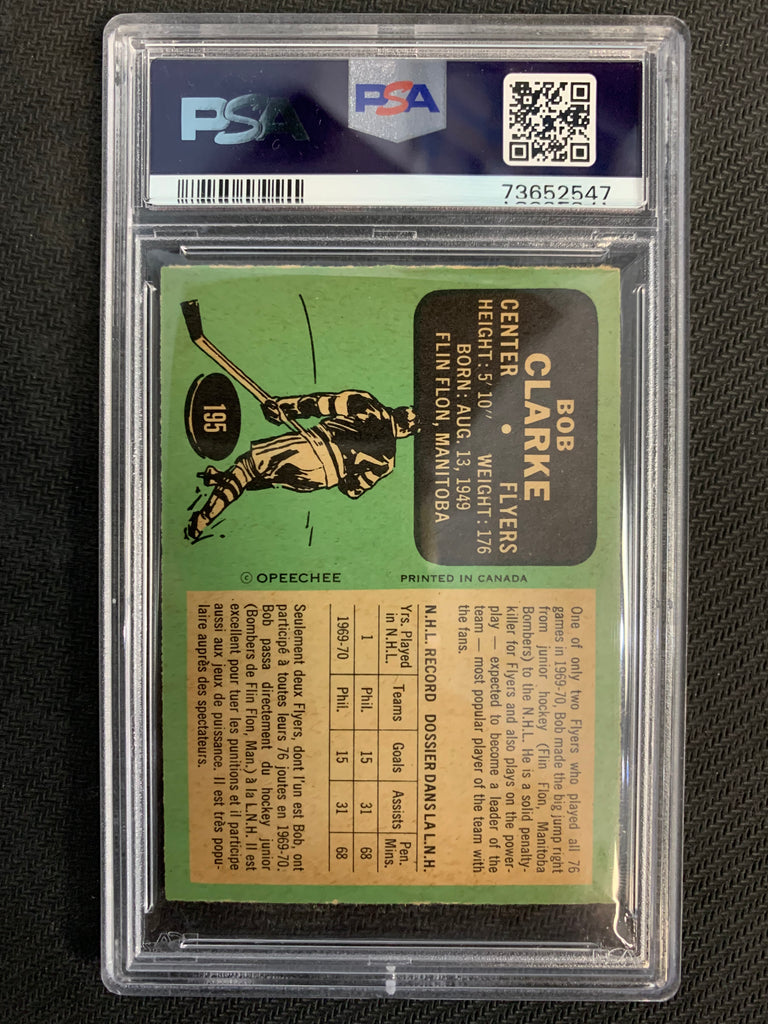 PSA
PSA
73652547
BOB
CLARKE
CENTER • FLYERS
HEIGHT: 5'10" WEIGHT: 176
BORN: AUG. 13, 1949
FLIN FLON, MANITOBA
195
© OPEECHEE
PRINTED IN CANADA
One of only two Flyers who played all 76
games in 1969-70, Bob made the big jump right
from junior hockey (Flin Flon, Manitoba
Bombers) to the N.H.L. He is a solid penalty-
killer for Flyers and also plays on the power-
play — expected to become a leader of the
team — most popular player of the team with
the fans.
N.H.L. RECORD DOSSIER DANS LA L.N.H.
Yrs. Played in N.H.L. Teams Goals Assists Pen. Mins.
1 Phil. 15 31 68
1969-70 Phil. 15 31 68
Seulement deux Flyers, dont l'un est Bob, ont
participé à toutes leurs 76 joutes en 1969-70.
Bob passa directement du hockey junior
(Bombers de Flin Flon, Man.) à la L.N.H. Il est
excellent pour tuer les punitions et il participe
aussi aux jeux de puissance. Il est très popu-
laire auprès des spectateurs.